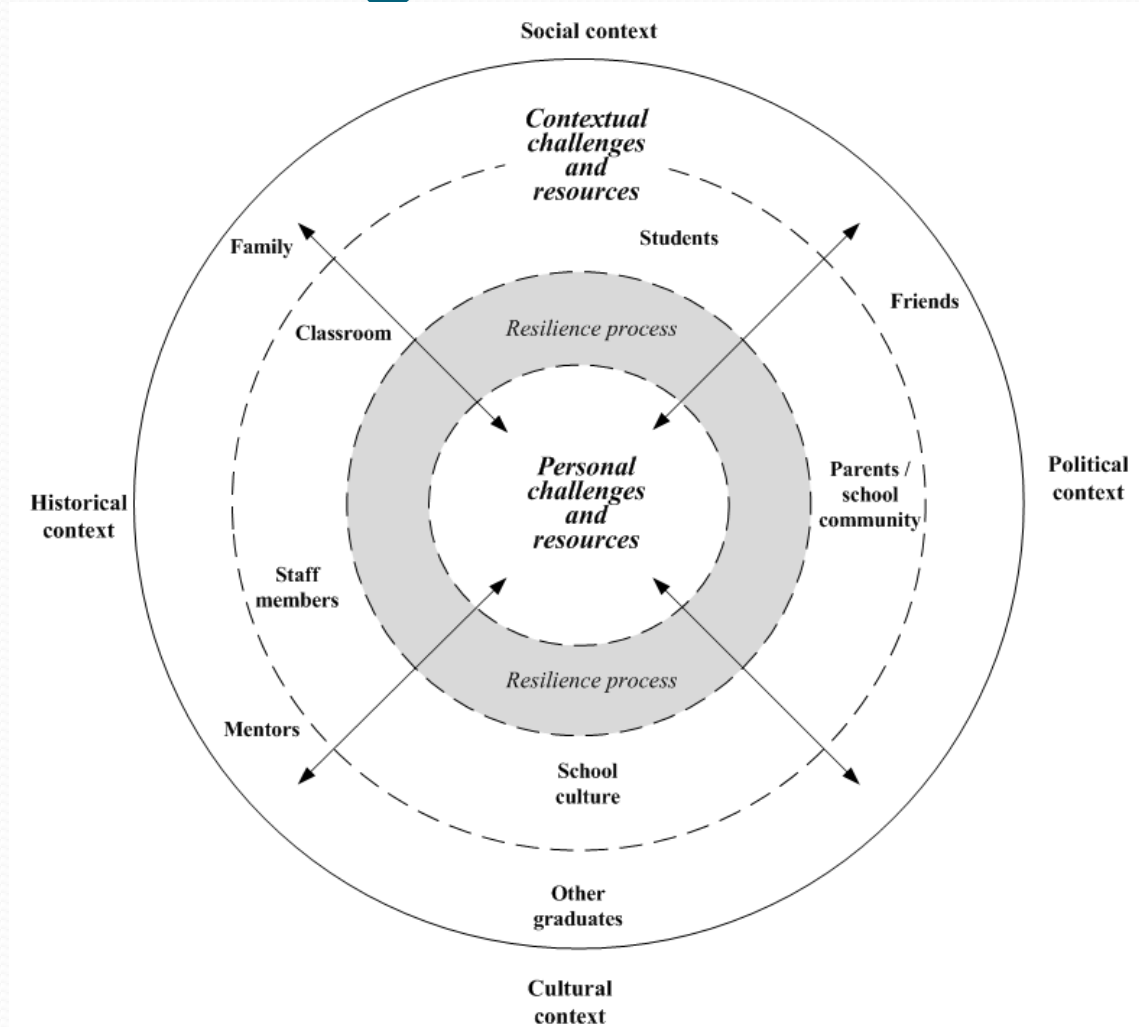 Social context
Contextual
challenges
and
resources
Students
Family
Friends
Classroom
Resilience process
Personal
challenges
and
resources
Parents /
school
community
Political
context
Historical
context
Staff
members
Resilience process
Mentors
School
culture
Other
graduates
Cultural
context